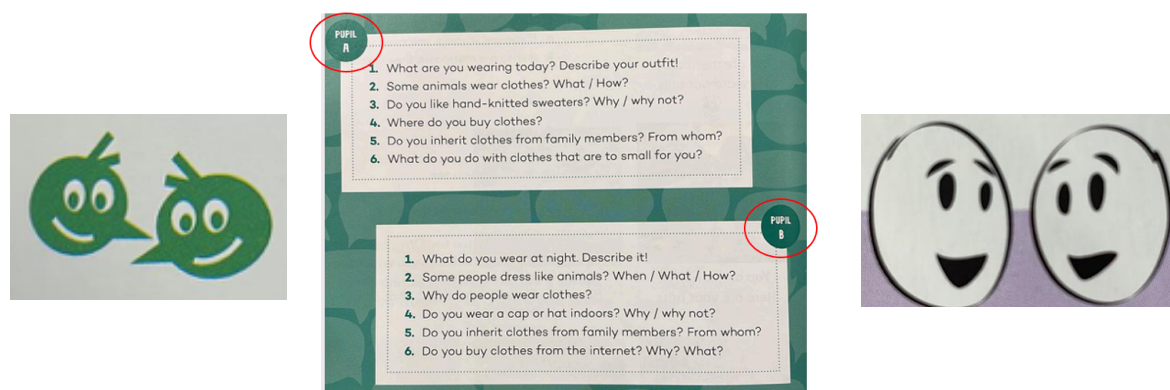 PUPIL
A
1. What are you wearing today? Describe your outfit!
2. Some animals wear clothes? What / How?
3. Do you like hand-knitted sweaters? Why / why not?
4. Where do you buy clothes?
5. Do you inherit clothes from family members? From whom?
6. What do you do with clothes that are to small for you?
PUPIL
B
1. What do you wear at night. Describe it!
2. Some people dress like animals? When / What / How?
3. Why do people wear clothes?
4. Do you wear a cap or hat indoors? Why / why not?
5. Do you inherit clothes from family members? From whom?
6. Do you buy clothes from the internet? Why? What?